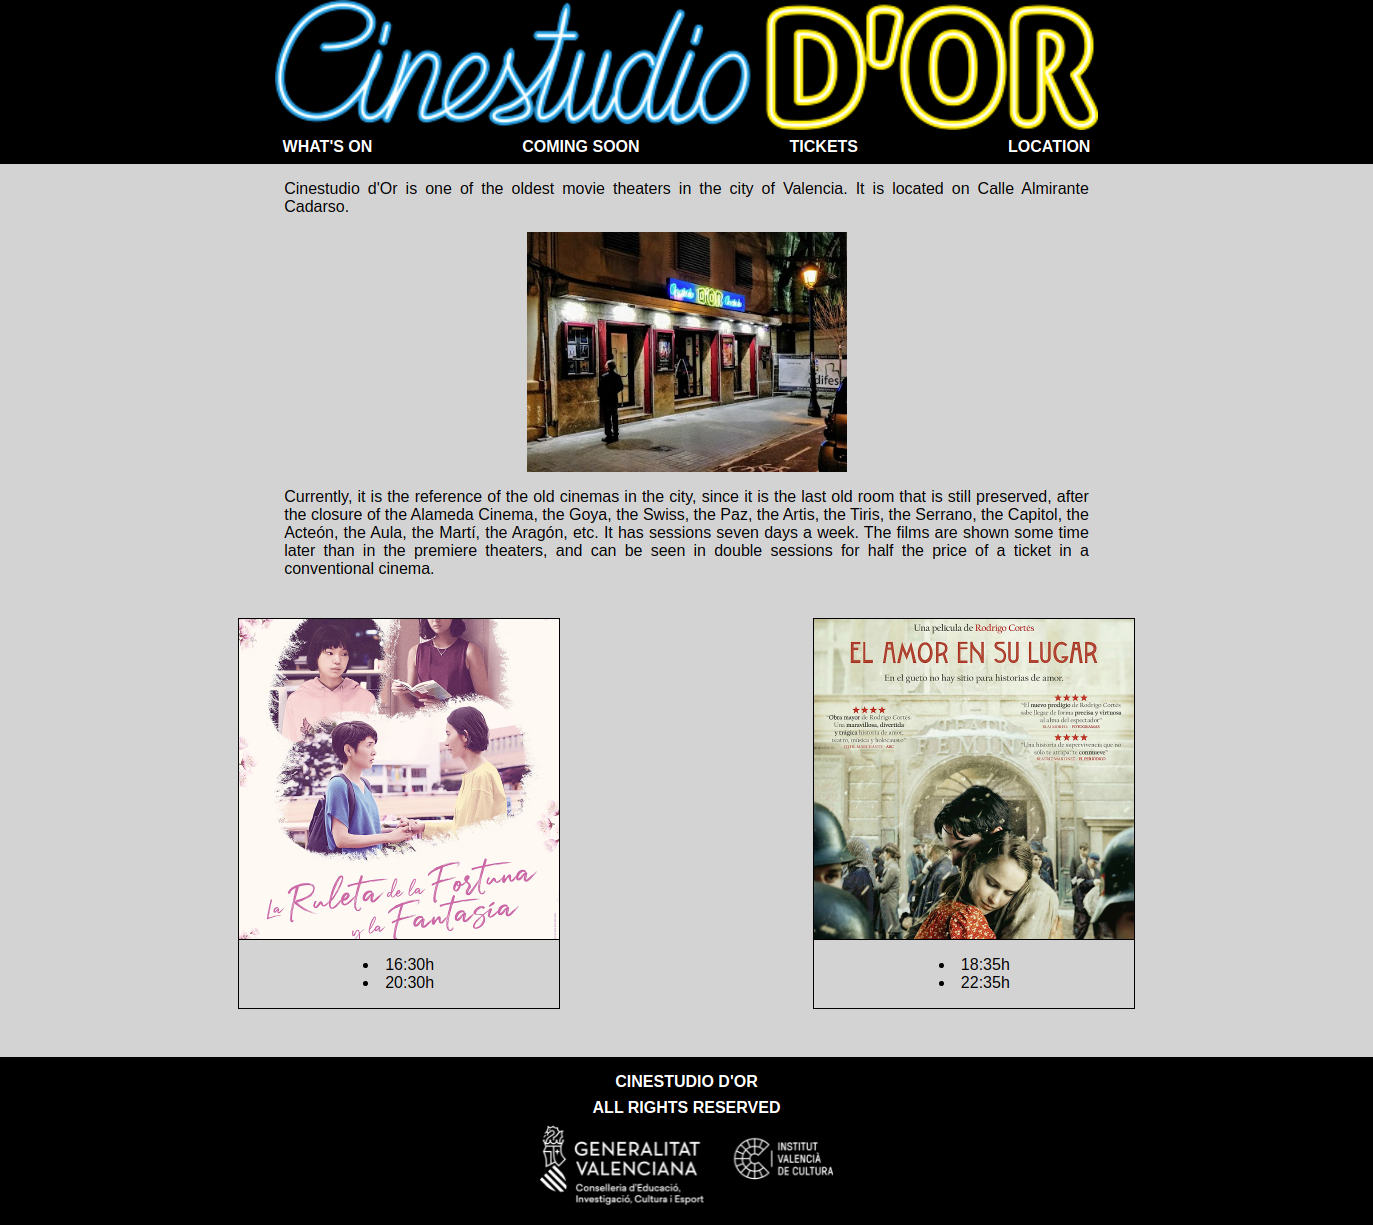 Cinestudio D'OR
WHAT'S ON
COMING SOON
TICKETS
LOCATION
Cinestudio d'Or is one of the oldest movie theaters in the city of Valencia. It is located on Calle Almirante
Cadarso.
Cinestudio D'OR
Currently, it is the reference of the old cinemas in the city, since it is the last old room that is still preserved, after
the closure of the Alameda Cinema, the Goya, the Swiss, the Paz, the Artis, the Tiris, the Serrano, the Capitol, the
Acteón, the Aula, the Martí, the Aragón, etc. It has sessions seven days a week. The films are shown some time
later than in the premiere theaters, and can be seen in double sessions for half the price of a ticket in a
conventional cinema.
La Ruleta de la Fortuna
y la Fantasía
16:30h
20:30h
Una película de Rodrigo Cortés
EL AMOR EN SU LUGAR
En el gueto no hay sitio para historias de amor.
"Obra mayor de Rodrigo Cortés
Una maravillosa, divertida
y trágica historia de amor,
teatro, música y holocausto"
"El nuevo prodigio de Rodrigo Cortés
sabe llegar de forma precisa y virtuosa
al alma del espectador"
"Una historia de supervivencia que no
solo te atrapa: te conmueve"
TEATR
FEMIN
18:35h
22:35h
CINESTUDIO D'OR
ALL RIGHTS RESERVED
GENERALITAT
VALENCIANA
Conselleria d'Educació,
Investigació, Cultura i Esport
INSTITUT
VALENCIÀ
DE CULTURA